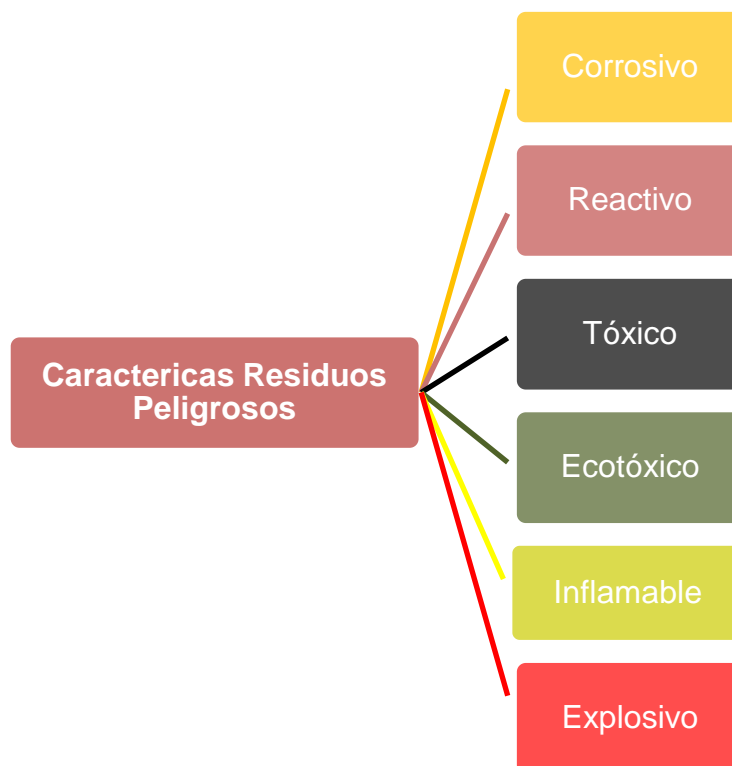 Corrosivo
Reactivo
Tóxico
Caractericas Residuos
Peligrosos
Ecotóxico
Inflamable
Explosivo